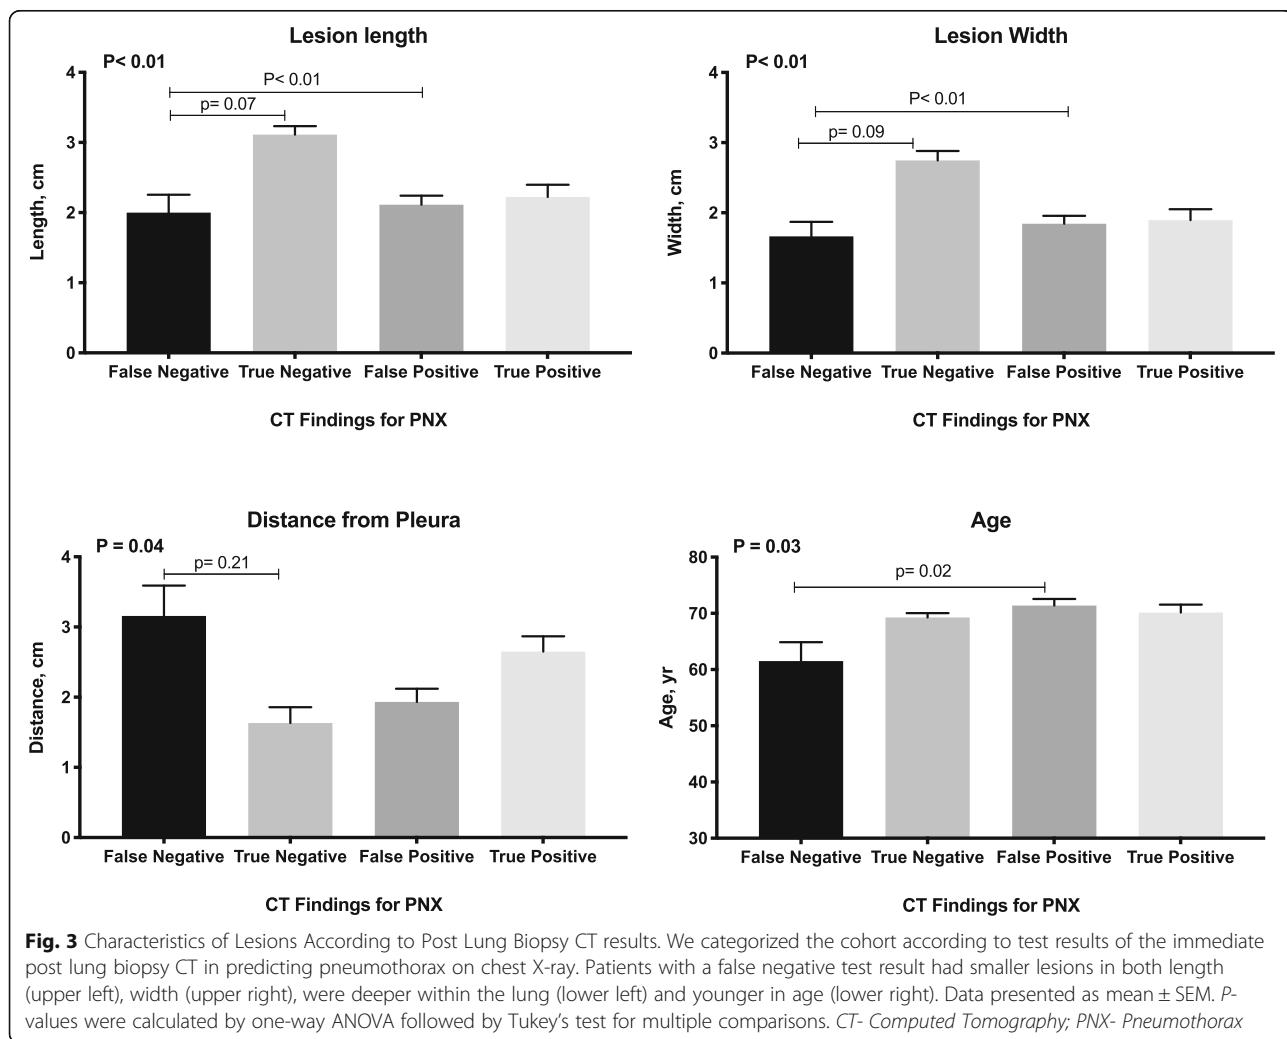 Lesion length
P< 0.01
P< 0.01
p= 0.07
4
3
2
1
0
Length, cm
False Negative True Negative False Positive True Positive
CT Findings for PNX
Lesion Width
P< 0.01
P< 0.01
p= 0.09
4
3
2
1
0
Width, cm
False Negative True Negative False Positive True Positive
CT Findings for PNX
Distance from Pleura
P = 0.04
p= 0.21
4
3
2
1
0
Distance, cm
False Negative True Negative False Positive True Positive
CT Findings for PNX
Age
P = 0.03
p= 0.02
80
70
60
50
40
30
Age, yr
False Negative True Negative False Positive True Positive
CT Findings for PNX
Fig. 3 Characteristics of Lesions According to Post Lung Biopsy CT results. We categorized the cohort according to test results of the immediate
post lung biopsy CT in predicting pneumothorax on chest X-ray. Patients with a false negative test result had smaller lesions in both length
(upper left), width (upper right), were deeper within the lung (lower left) and younger in age (lower right). Data presented as mean ± SEM. P-
values were calculated by one-way ANOVA followed by Tukey's test for multiple comparisons. CT- Computed Tomography; PNX- Pneumothorax